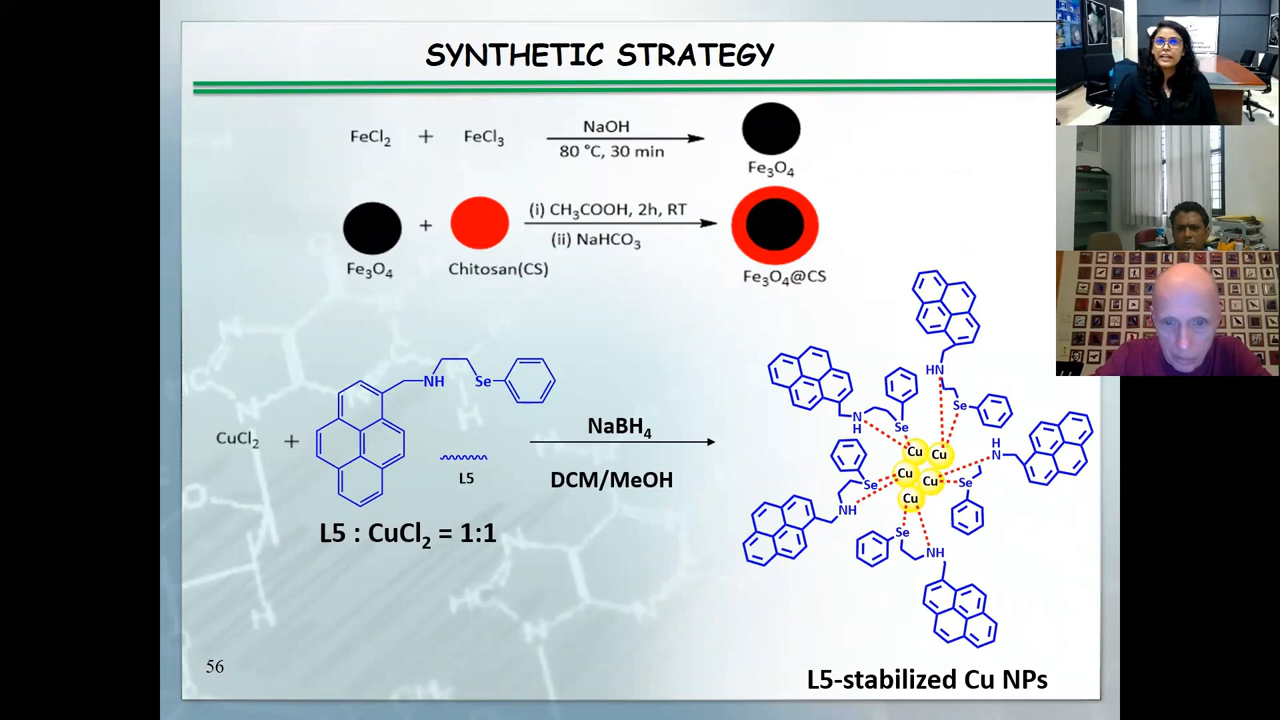 SYNTHETIC STRATEGY
FeCl₂ + FeCl₃ NaOH Fe₃O₄
80 °C, 30 min
Fe₃O₄ + Chitosan(CS) (i) CH₃COOH, 2h, RT Fe₃O₄@CS
(ii) NaHCO₃
CuCl₂ + NH Se
L5
NaBH₄
DCM/MeOH
L5 : CuCl₂ = 1:1
HN
Se
N
H
Se
Cu Cu
H
N
Cu
Cu
Se
Se
Cu
NH
Se
NH
56
L5-stabilized Cu NPs